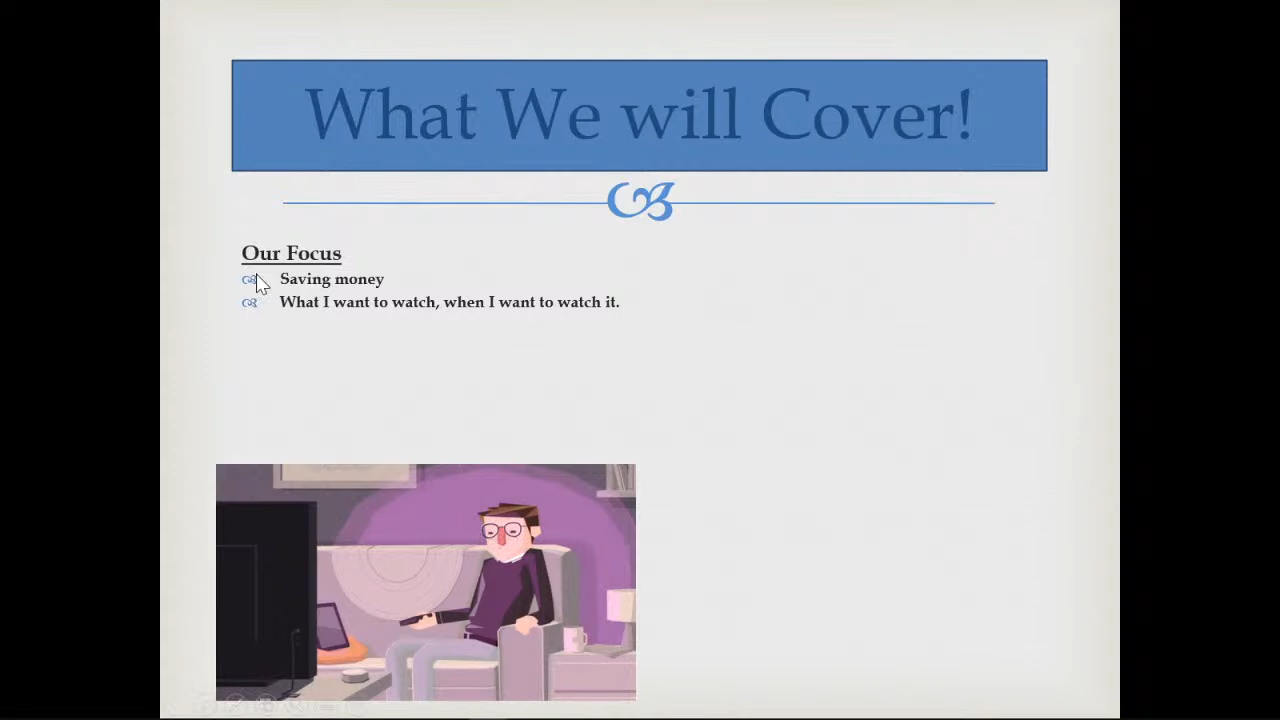 What We will Cover!
Our Focus
Saving money
What I want to watch, when I want to watch it.